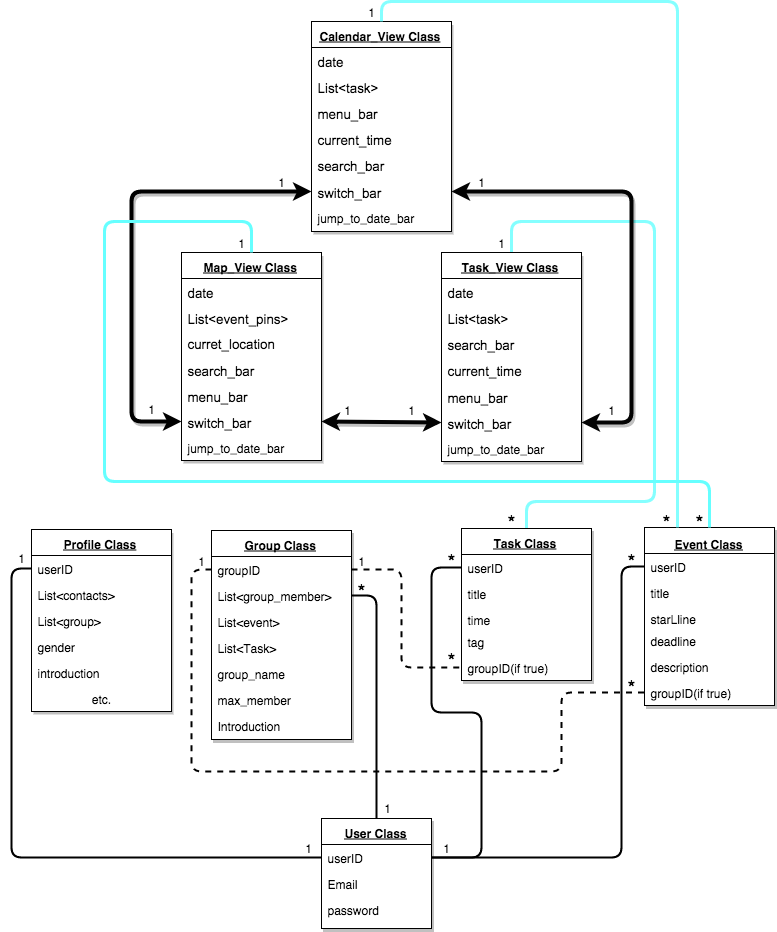 1
Calendar_View Class
date
List<task>
menu_bar
current_time
search_bar
1
switch_bar
1
jump_to_date_bar
1
Map_View Class
date
List<event_pins>
curret_location
search_bar
menu_bar
1
switch_bar
1
jump_to_date_bar
1
Task_View Class
date
List<task>
search_bar
current_time
menu_bar
1
switch_bar
1
jump_to_date_bar
*
*
*
Profile Class
1
userID
List<contacts>
List<group>
gender
introduction
etc.
Group Class
1
groupID
1
List<group_member>
*
List<event>
List<Task>
group_name
max_member
Introduction
Task Class
*
userID
title
time
tag
*
groupID(if true)
Event Class
*
userID
title
starLline
deadline
description
*
groupID(if true)
1
User Class
1
userID
1
Email
password